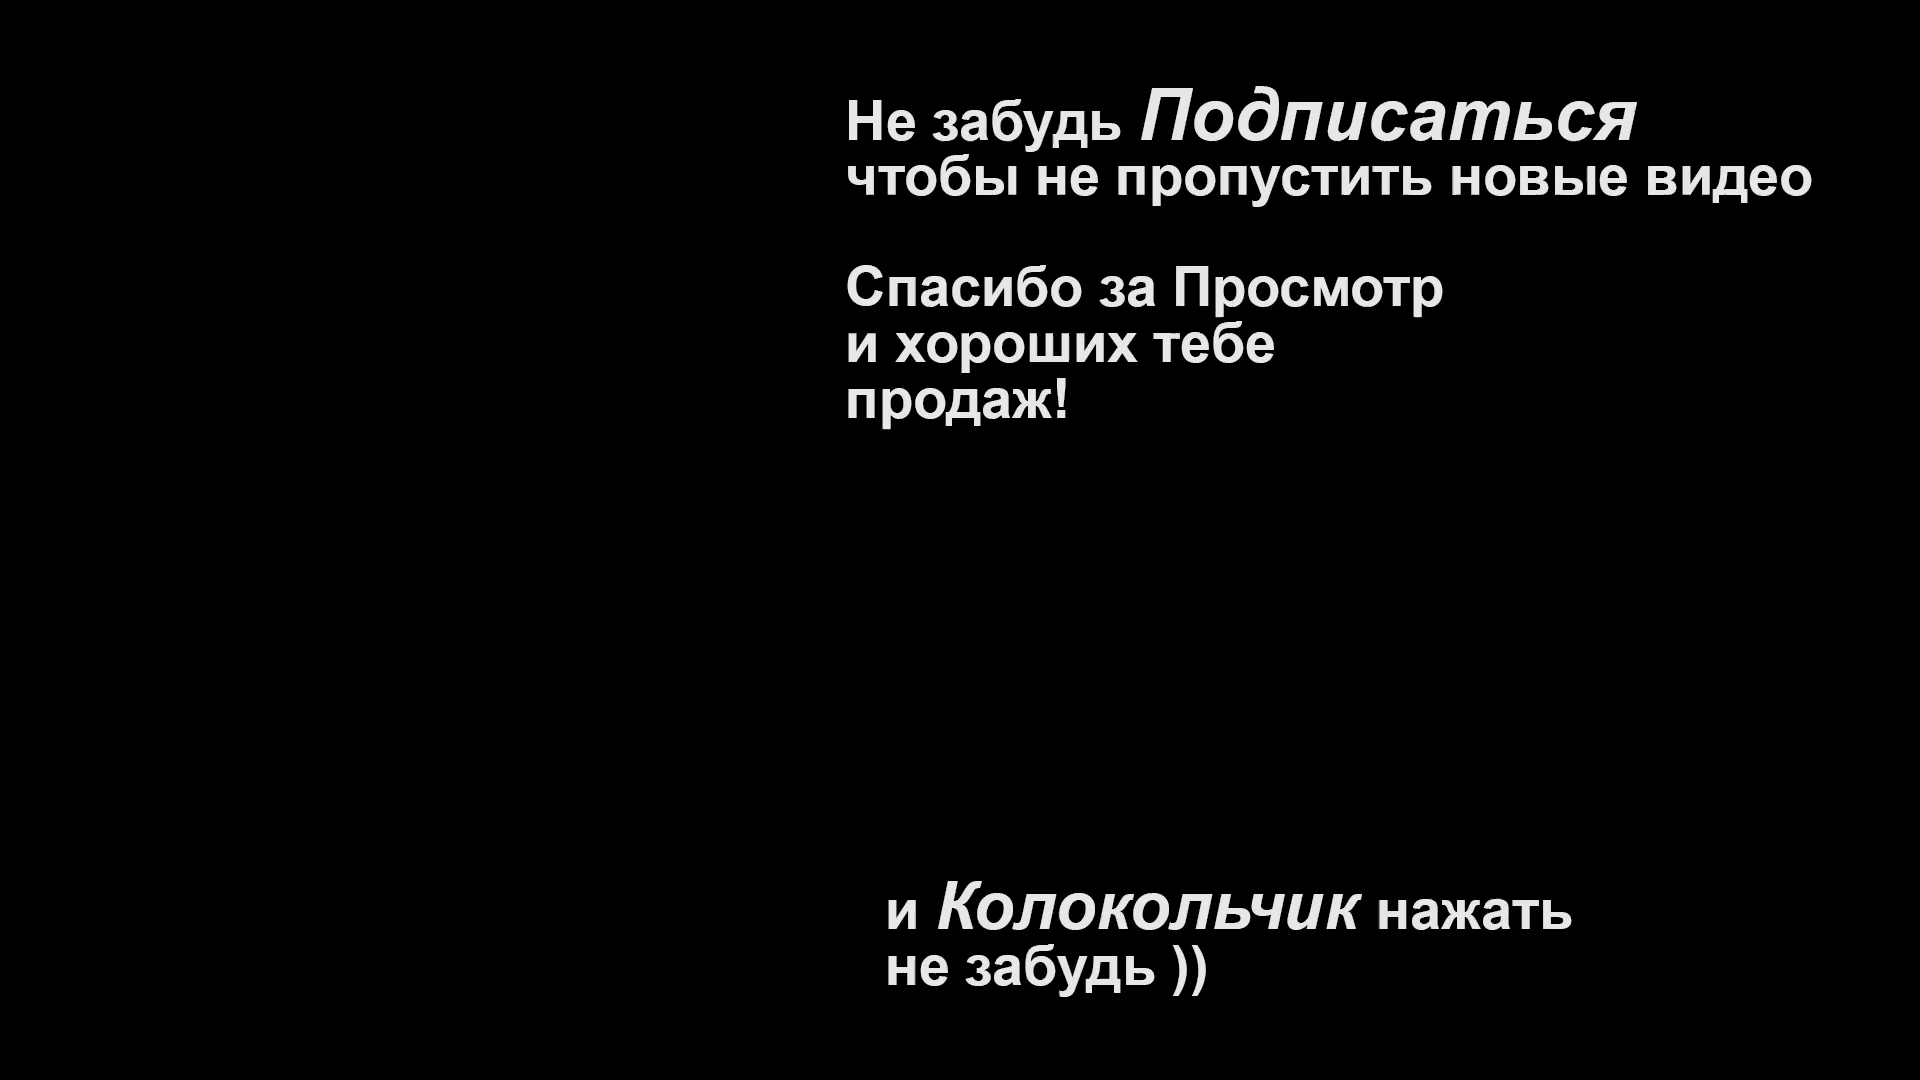 Не забудь Подписаться
чтобы не пропустить новые видео
Спасибо за Просмотр
и хороших тебе
продаж!
и Колокольчик нажать
не забудь ))